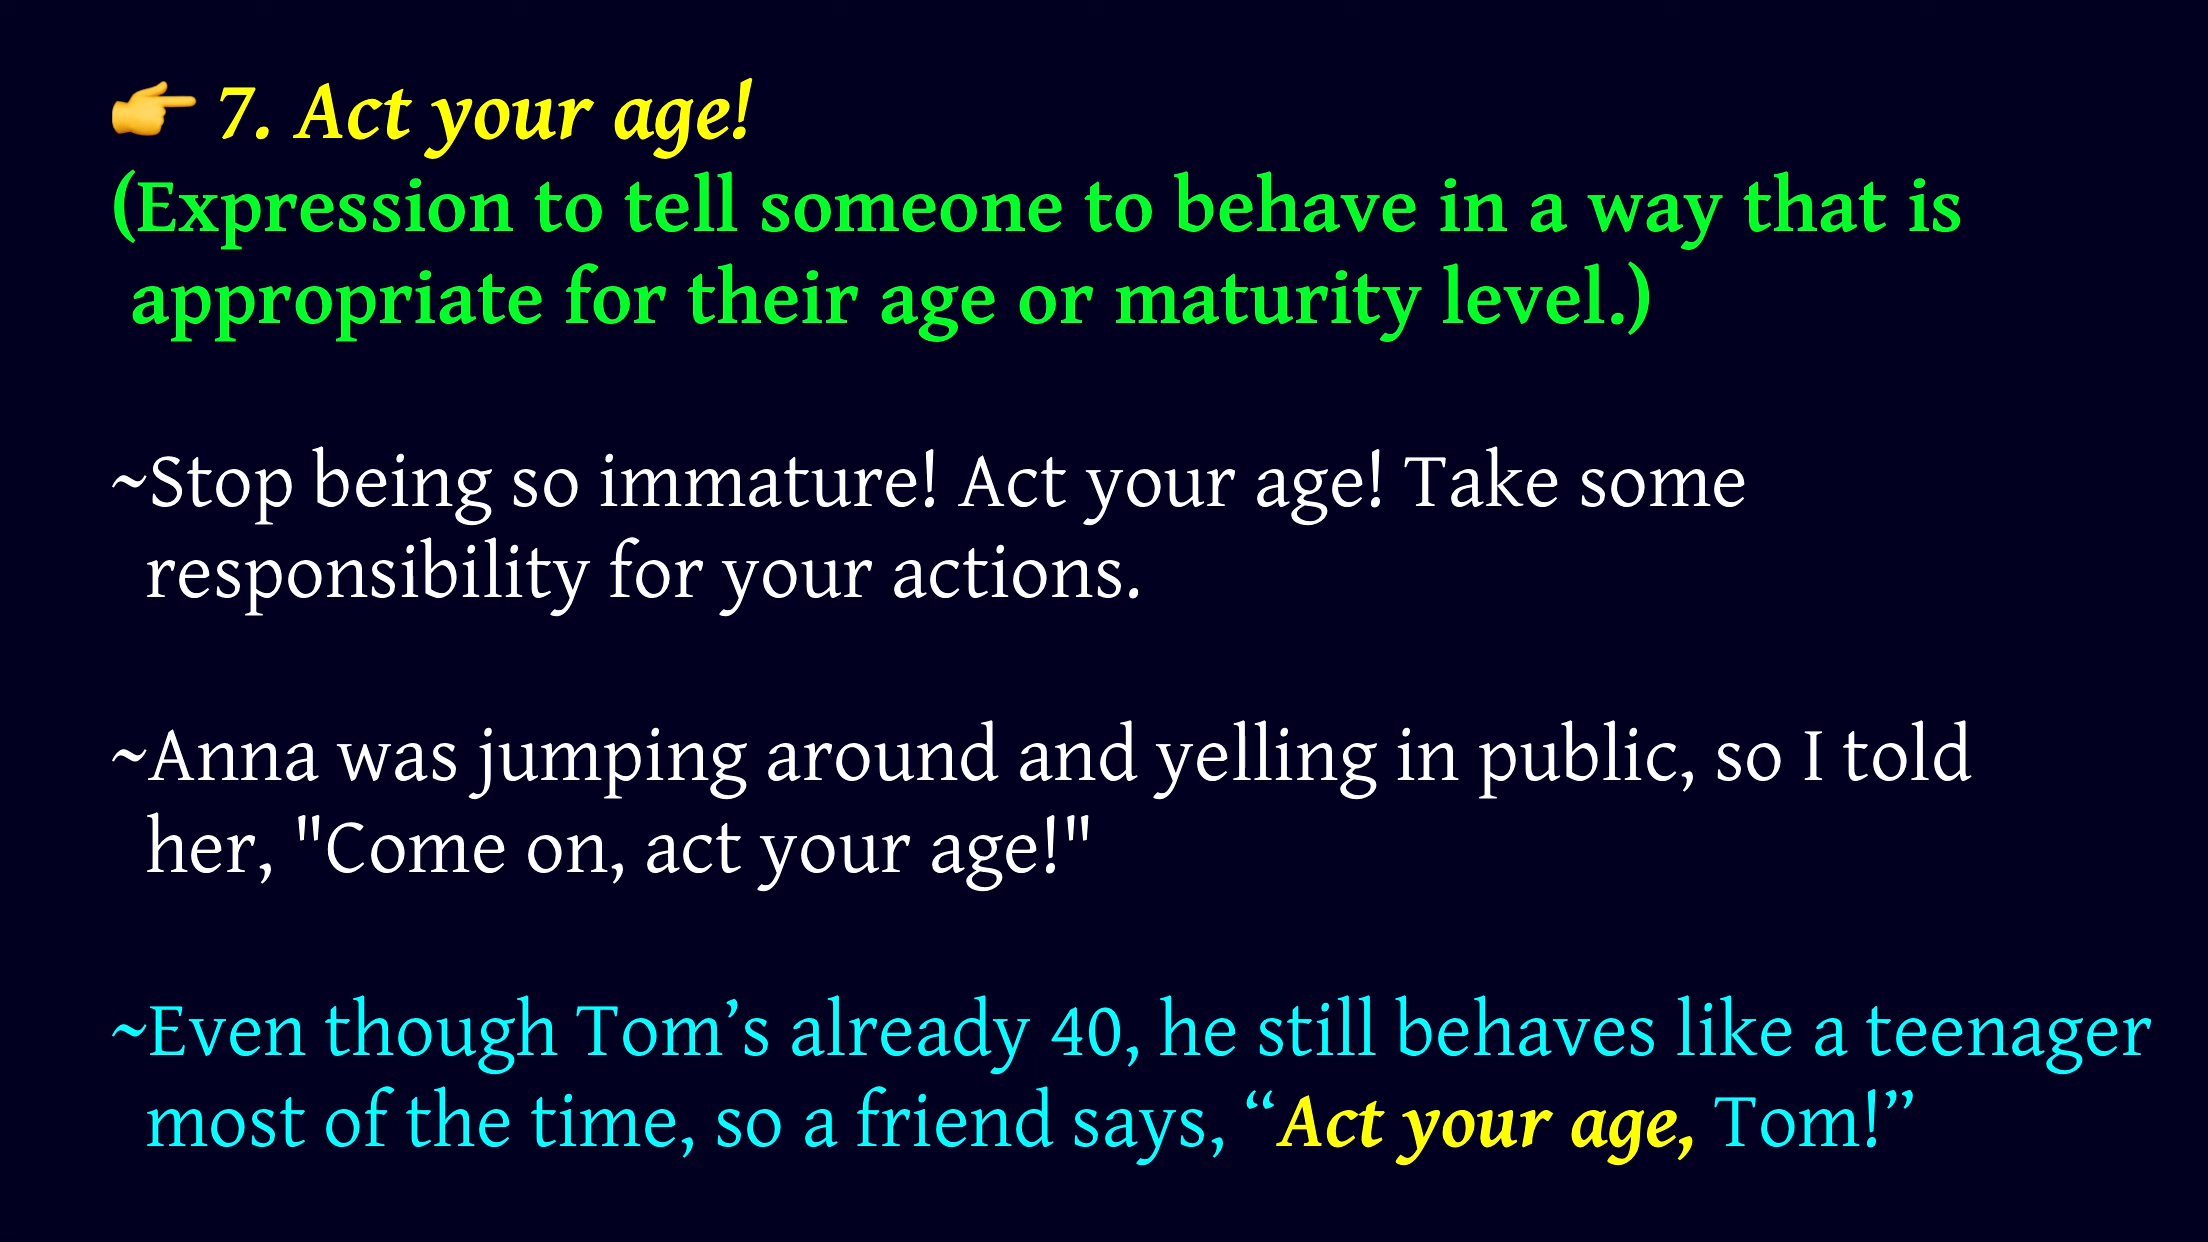 👉 7. Act your age!
(Expression to tell someone to behave in a way that is
appropriate for their age or maturity level.)
~Stop being so immature! Act your age! Take some
responsibility for your actions.
~Anna was jumping around and yelling in public, so I told
her, "Come on, act your age!"
~Even though Tom’s already 40, he still behaves like a teenager
most of the time, so a friend says, “Act your age, Tom!”